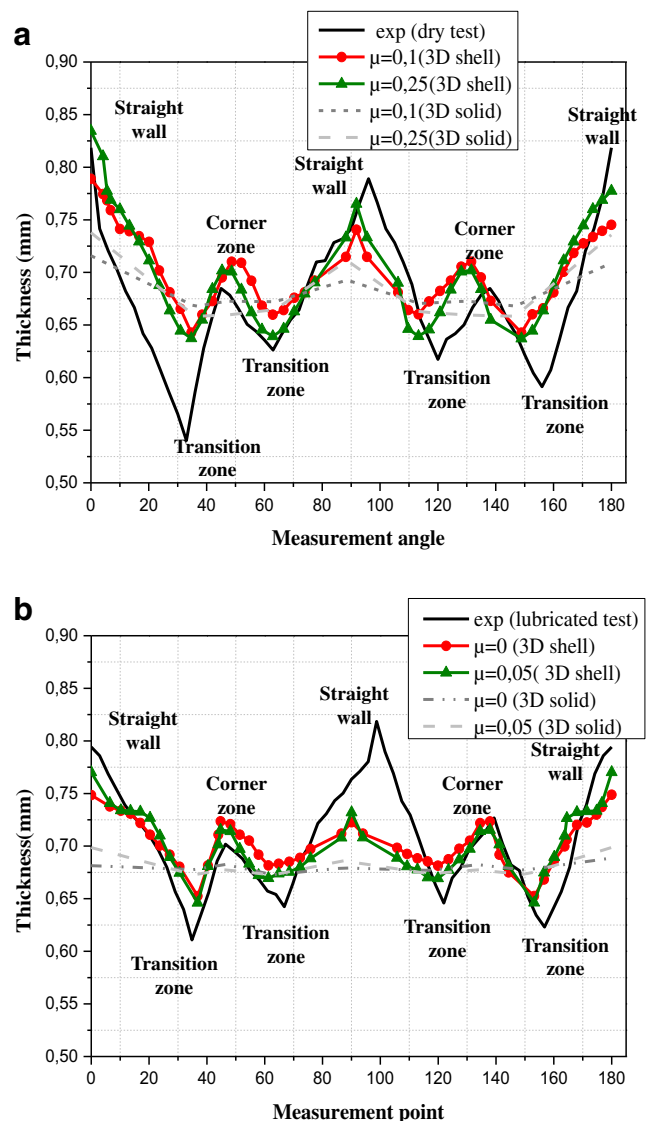 a
exp (dry test)
µ=0,1(3D shell)
µ=0,25(3D shell)
µ=0,1(3D solid)
µ=0,25(3D solid)
0,90
0,85
0,80
0,75
0,70
0,65
0,60
0,55
0,50
Thickness (mm)
Straight
wall
Straight
wall
Straight
wall
Corner
zone
Corner
zone
Transition
zone
Transition
zone
Transition
zone
Transition
zone
0 20 40 60 80 100 120 140 160 180
Measurement angle
b
exp (lubricated test)
µ=0 (3D shell)
µ=0,05( 3D shell)
µ=0 (3D solid)
µ=0,05 (3D solid)
0,90
0,85
0,80
0,75
0,70
0,65
0,60
0,55
0,50
Thickness(mm)
Straight
wall
Straight
wall
Straight
wall
Corner
zone
Corner
zone
Transition
zone
Transition
zone
Transition
zone
Transition
zone
0 20 40 60 80 100 120 140 160 180
Measurement point